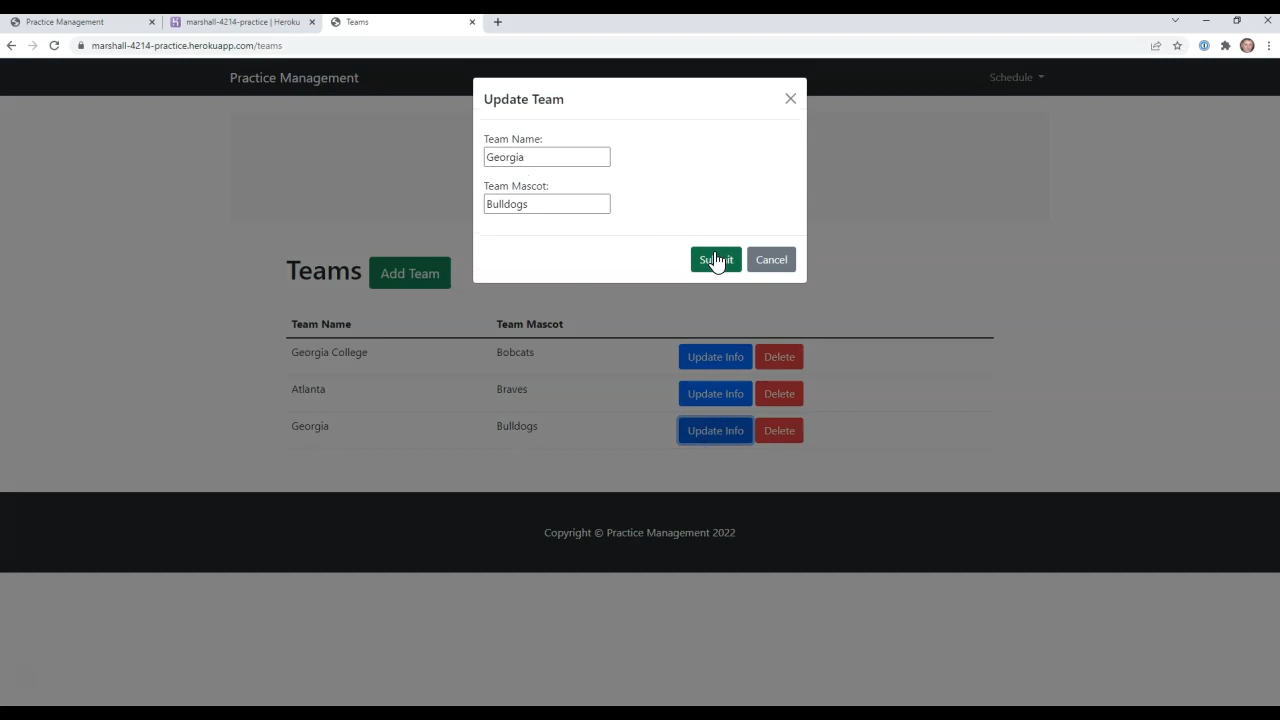 Practice Management
marshall-4214-practice | Heroku
Teams
marshall-4214-practice.herokuapp.com/teams
Practice Management
Schedule
Update Team
Team Name:
Georgia
Team Mascot:
Bulldogs
Submit Cancel
Teams Add Team
Team Name Team Mascot
Georgia College Bobcats Update Info Delete
Atlanta Braves Update Info Delete
Georgia Bulldogs Update Info Delete
Copyright © Practice Management 2022